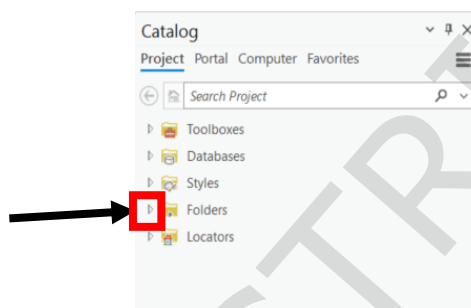 Catalog
Project Portal Computer Favorites
Search Project
Toolboxes
Databases
Styles
Folders
Locators